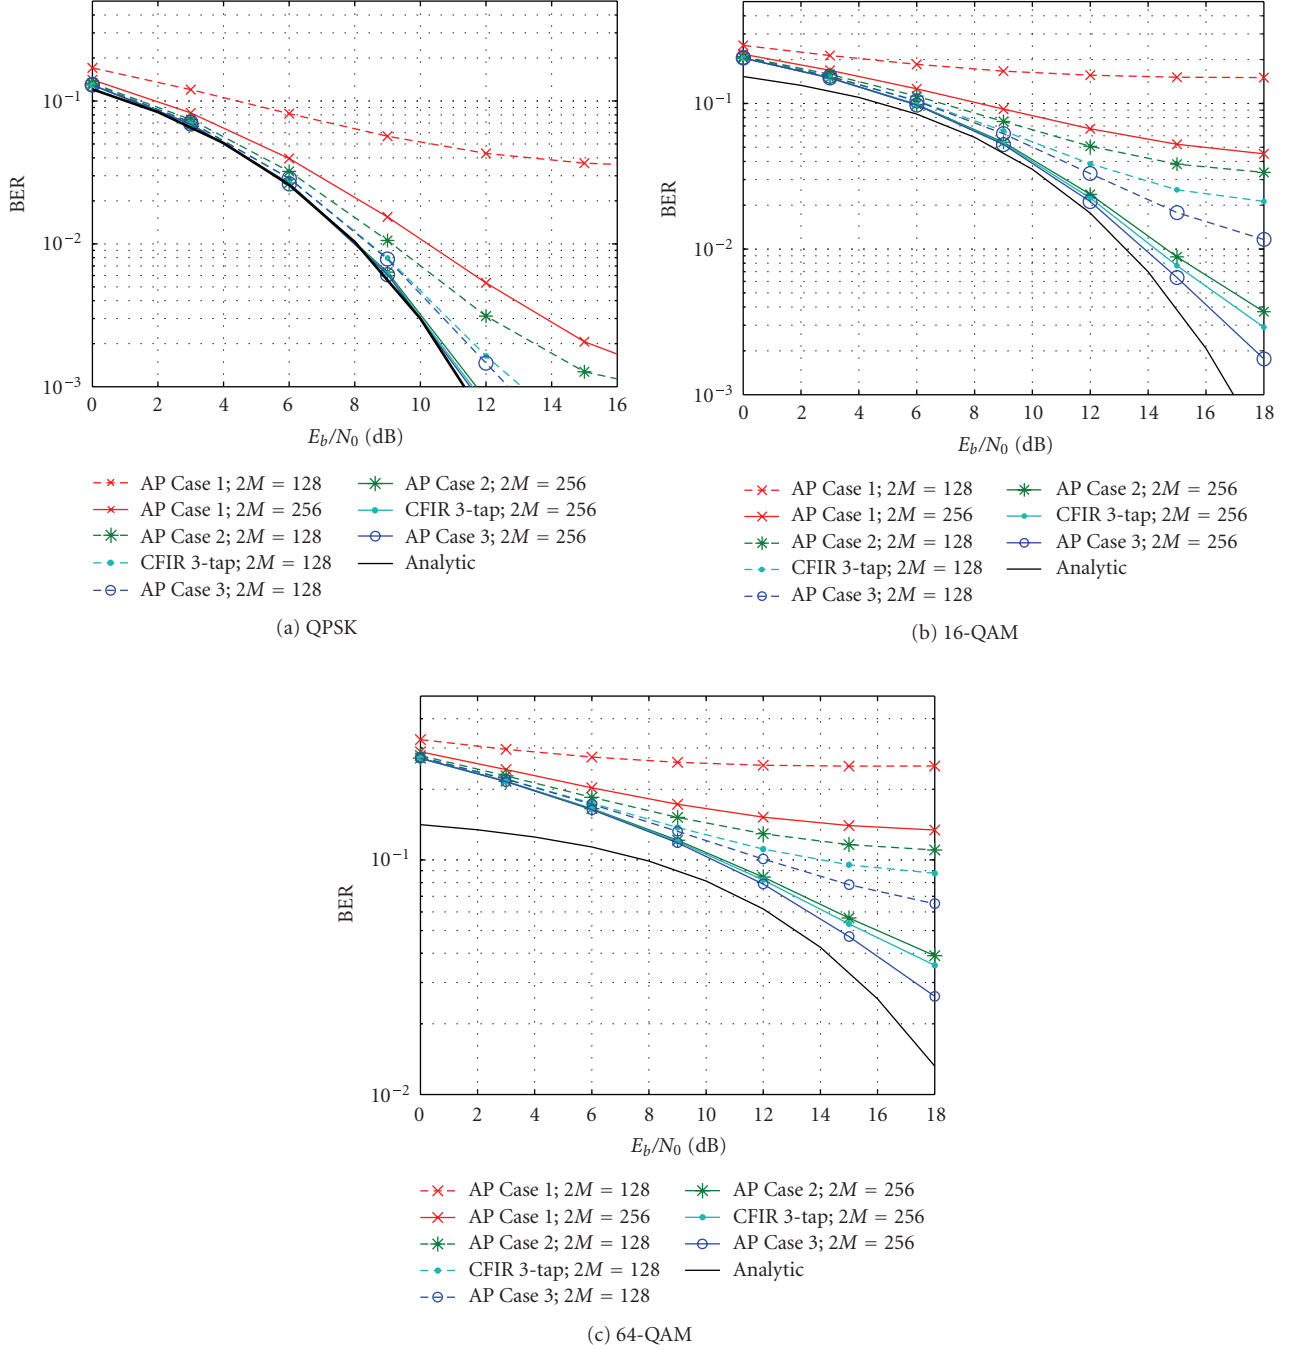 10⁻¹
10⁻²
10⁻³
BER
0 2 4 6 8 10 12 14 16
E_b/N_0 (dB)
AP Case 1; 2M = 128
AP Case 1; 2M = 256
AP Case 2; 2M = 128
CFIR 3-tap; 2M = 128
AP Case 3; 2M = 128
AP Case 2; 2M = 256
CFIR 3-tap; 2M = 256
AP Case 3; 2M = 256
Analytic
(a) QPSK
10⁻¹
10⁻²
10⁻³
BER
0 2 4 6 8 10 12 14 16 18
E_b/N_0 (dB)
AP Case 1; 2M = 128
AP Case 1; 2M = 256
AP Case 2; 2M = 128
CFIR 3-tap; 2M = 128
AP Case 3; 2M = 128
AP Case 2; 2M = 256
CFIR 3-tap; 2M = 256
AP Case 3; 2M = 256
Analytic
(b) 16-QAM
10⁻¹
10⁻²
BER
0 2 4 6 8 10 12 14 16 18
E_b/N_0 (dB)
AP Case 1; 2M = 128
AP Case 1; 2M = 256
AP Case 2; 2M = 128
CFIR 3-tap; 2M = 128
AP Case 3; 2M = 128
AP Case 2; 2M = 256
CFIR 3-tap; 2M = 256
AP Case 3; 2M = 256
Analytic
(c) 64-QAM